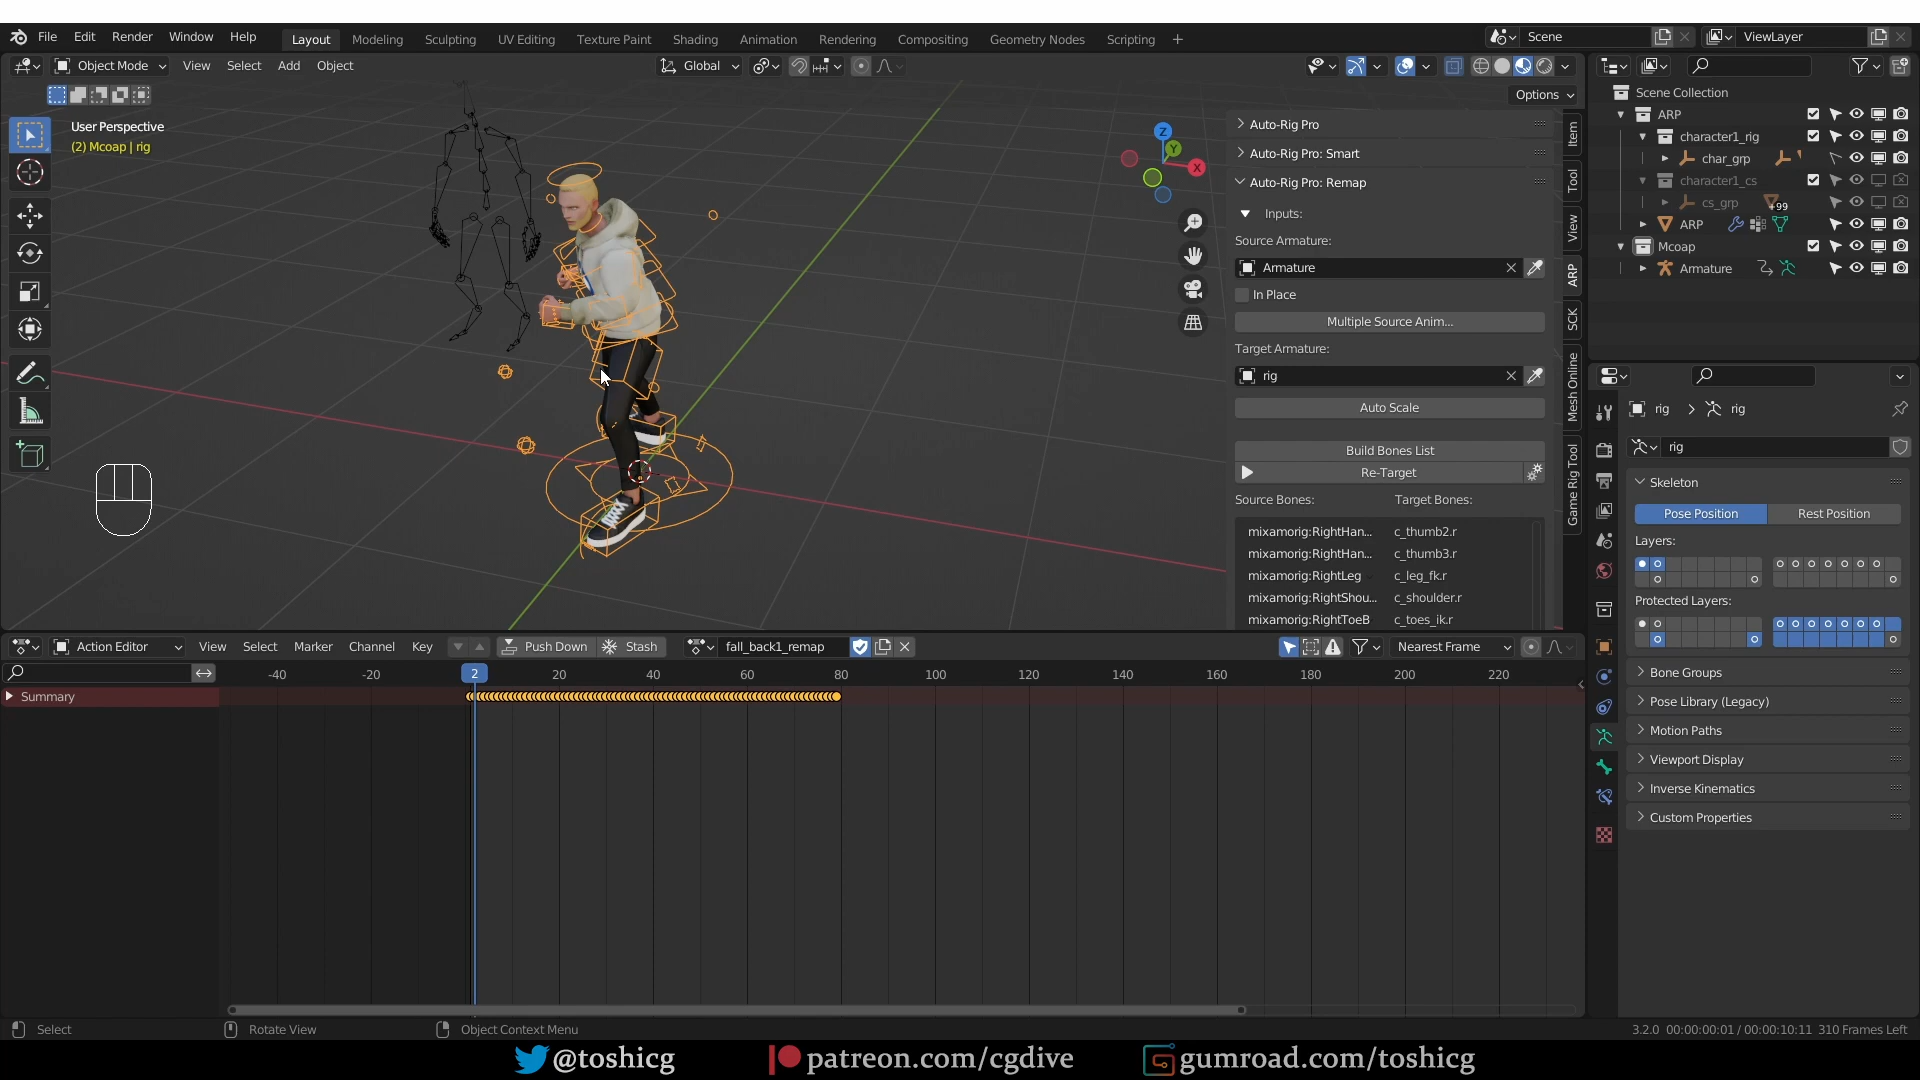 File Edit Render Window Help Layout Modeling Sculpting UV Editing Texture Paint Shading Animation Rendering Compositing Geometry Nodes Scripting + Scene ViewLayer
Object Mode View Select Add Object Global
Options
User Perspective
(2) Mcoap | rig
Z
Y
X
Auto-Rig Pro
Auto-Rig Pro: Smart
Auto-Rig Pro: Remap
Inputs:
Source Armature:
Armature
In Place
Multiple Source Anim...
Target Armature:
rig
Auto Scale
Build Bones List
Re-Target
Source Bones: Target Bones:
mixamorig:RightHan... c_thumb2.r
mixamorig:RightHan... c_thumb3.r
mixamorig:RightLeg c_leg_fk.r
mixamorig:RightShou... c_shoulder.r
mixamorig:RightToeB c_toes_ik.r
Item
Tool
View
ARP
SCK
Mesh Online
Game Rig Tool
Scene Collection
ARP
character1_rig
char_grp
character1_cs
cs_grp +99
ARP
Mcoap
Armature
rig > rig
rig
Skeleton
Pose Position Rest Position
Layers:
Protected Layers:
Bone Groups
Pose Library (Legacy)
Motion Paths
Viewport Display
Inverse Kinematics
Custom Properties
Action Editor View Select Marker Channel Key Push Down Stash fall_back1_remap Nearest Frame
-40 -20 2 20 40 60 80 100 120 140 160 180 200 220
Summary
Select Rotate View Object Context Menu 3.2.0 00:00:00:01 / 00:00:10:11 310 Frames Left
@toshicg patreon.com/cgdive gumroad.com/toshicg